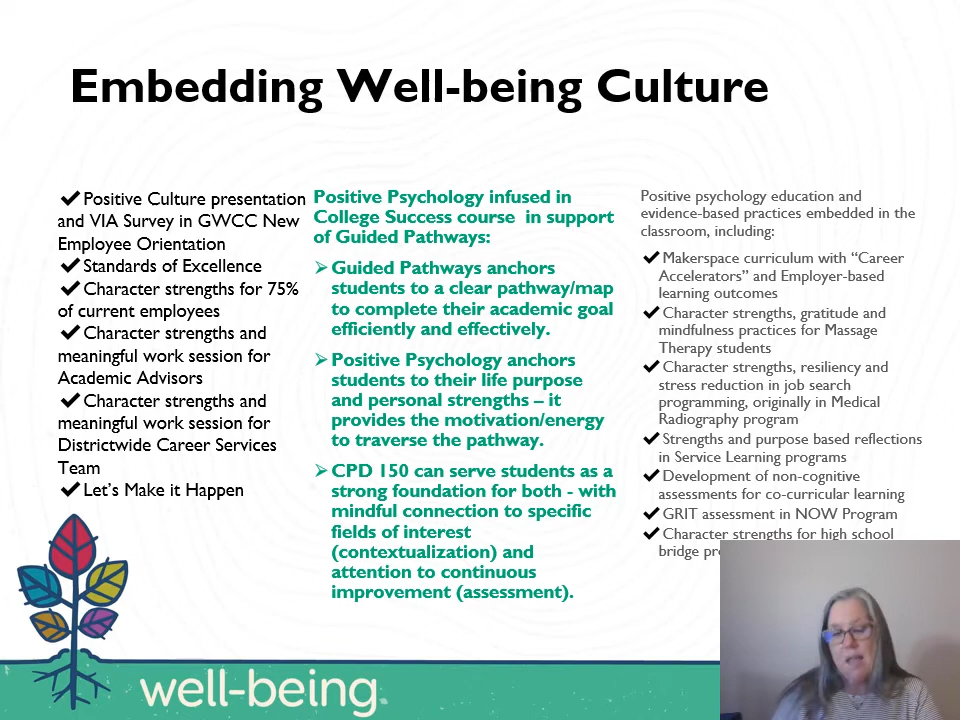 Embedding Well-being Culture
✔Positive Culture presentation
and VIA Survey in GWCC New
Employee Orientation
✔Standards of Excellence
✔Character strengths for 75%
of current employees
✔Character strengths and
meaningful work session for
Academic Advisors
✔Character strengths and
meaningful work session for
Districtwide Career Services
Team
✔Let’s Make it Happen
Positive Psychology infused in
College Success course in support
of Guided Pathways:
➢Guided Pathways anchors
students to a clear pathway/map
to complete their academic goal
efficiently and effectively.
➢Positive Psychology anchors
students to their life purpose
and personal strengths – it
provides the motivation/energy
to traverse the pathway.
➢CPD 150 can serve students as a
strong foundation for both - with
mindful connection to specific
fields of interest
(contextualization) and
attention to continuous
improvement (assessment).
Positive psychology education and
evidence-based practices embedded in the
classroom, including:
✔Makerspace curriculum with “Career
Accelerators” and Employer-based
learning outcomes
✔Character strengths, gratitude and
mindfulness practices for Massage
Therapy students
✔Character strengths, resiliency and
stress reduction in job search
programming, originally in Medical
Radiography program
✔Strengths and purpose based reflections
in Service Learning programs
✔Development of non-cognitive
assessments for co-curricular learning
✔GRIT assessment in NOW Program
✔Character strengths for high school
bridge
well-being